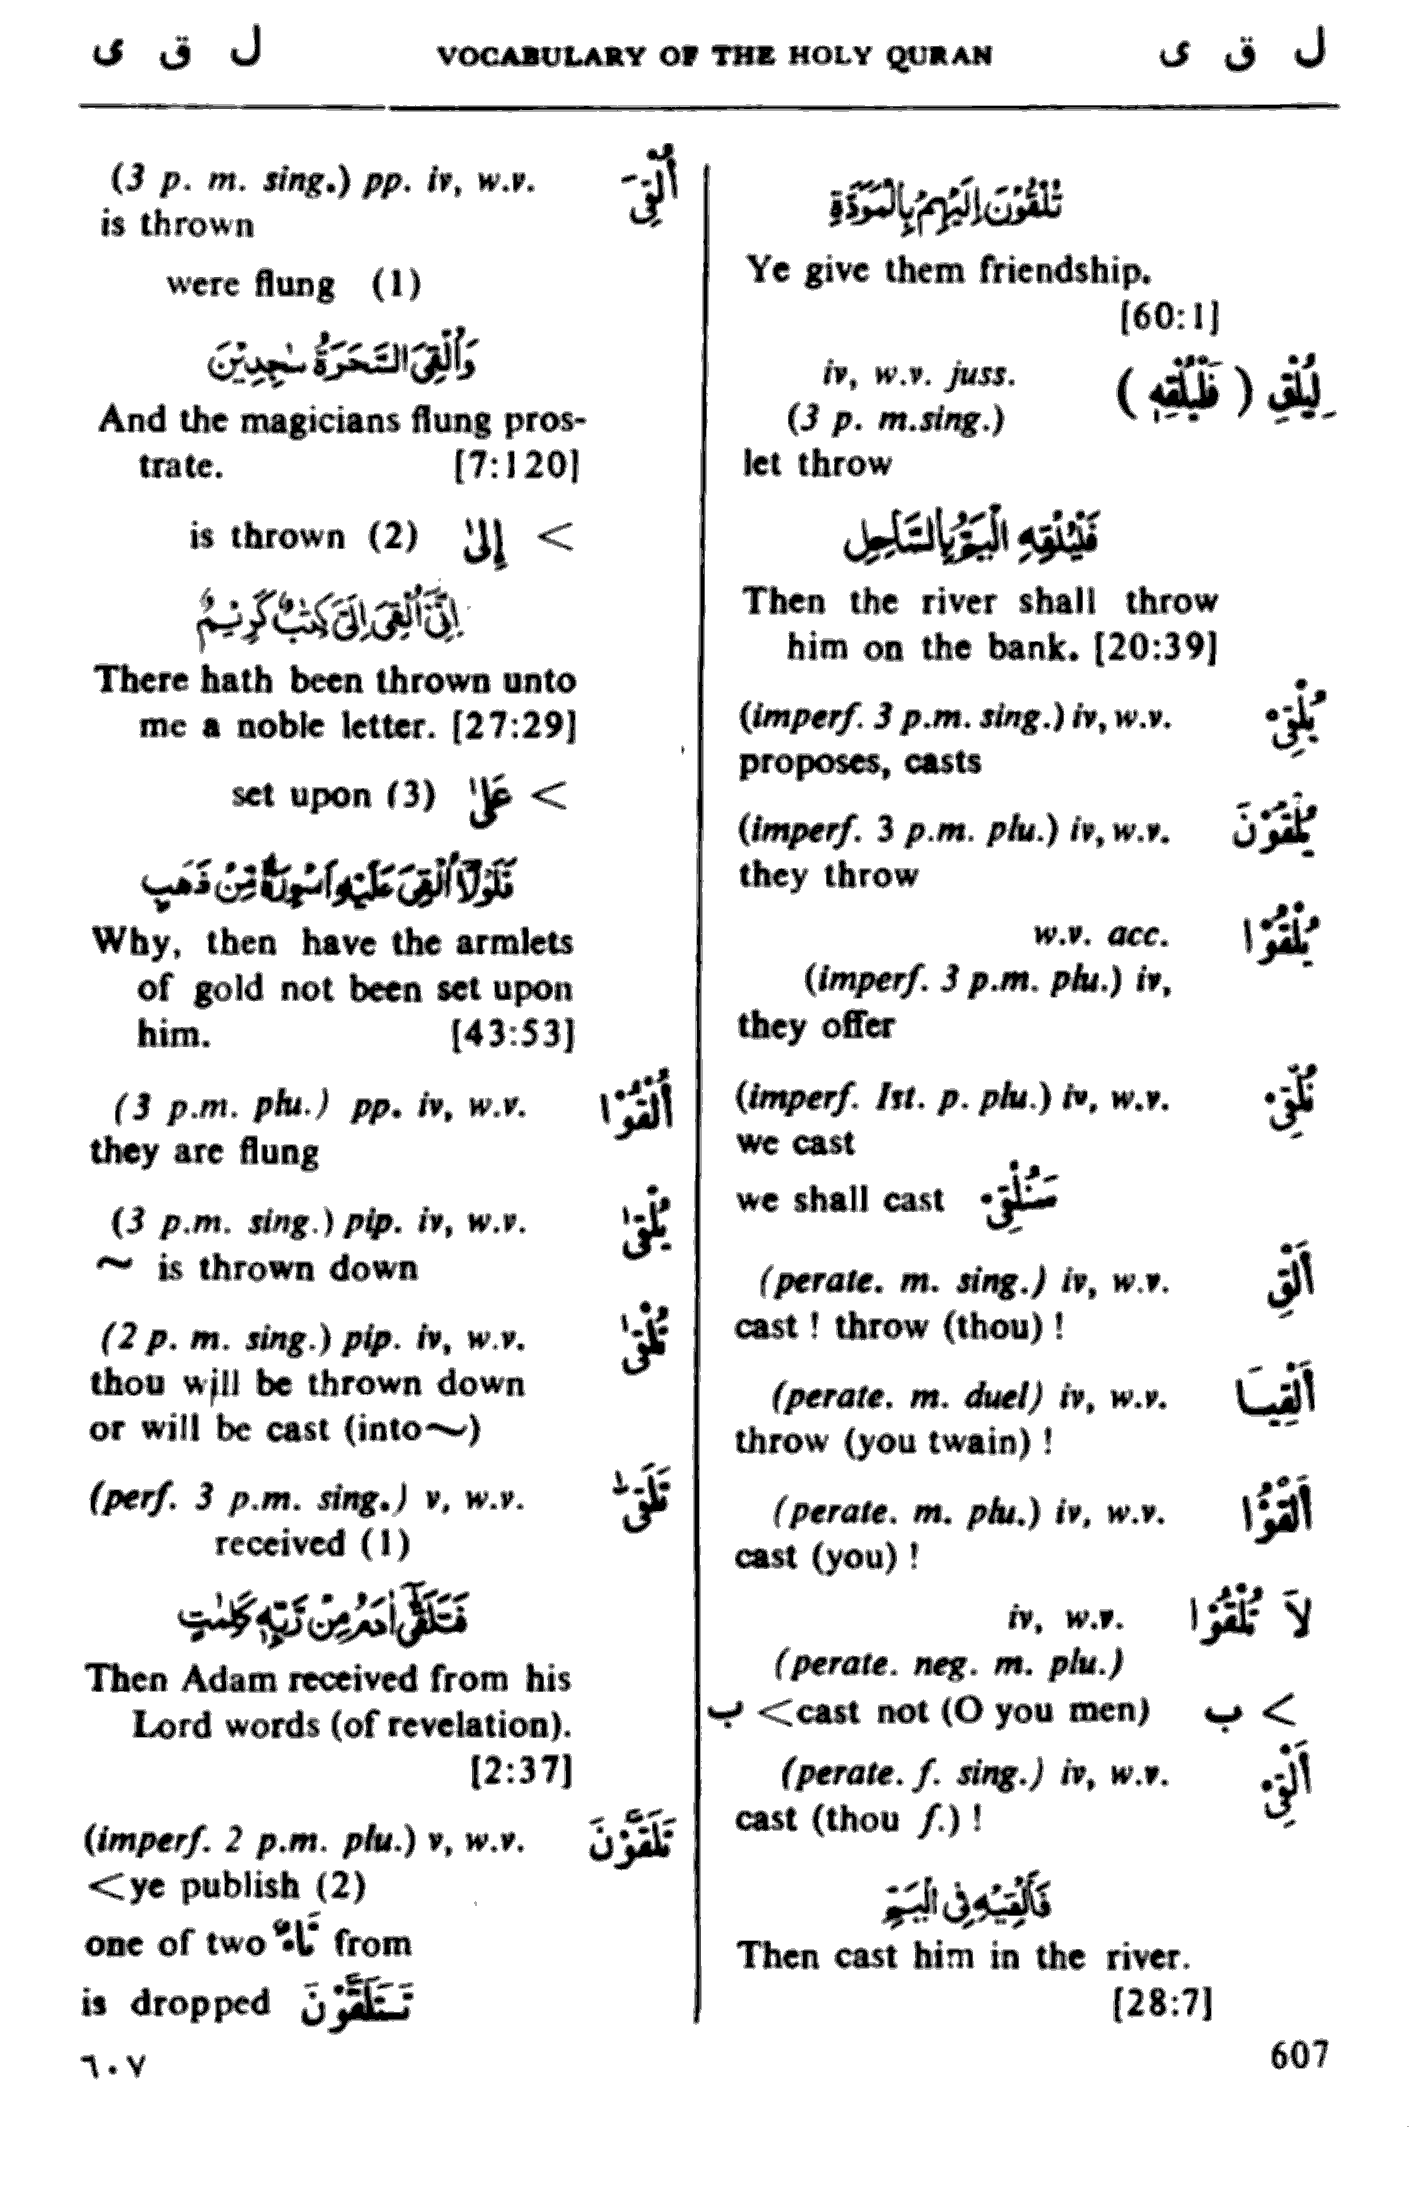 ل ق ى VOCABULARY OF THE HOLY QURAN ل ق ى
تُلْقُوْنَ اِلَيْهِمْ بِالْمَوَدَّةِ
Ye give them friendship.
[60:1]
لِيُلْقِ ( فَلْيُلْقِهِ ) iv, w.v. juss.
(3 p. m.sing.)
let throw
فَلْيُلْقِهِ الْيَمُّ بِالسَّاحِلِ
Then the river shall throw
him on the bank. [20:39]
يُلْقِىْ (imperf. 3 p.m. sing.) iv, w.v.
proposes, casts
يُلْقُوْنَ (imperf. 3 p.m. plu.) iv, w.v.
they throw
يُلْقُوْا w.v. acc.
(imperf. 3 p.m. plu.) iv,
they offer
نُلْقِىْ (imperf. Ist. p. plu.) iv, w.v.
we cast
we shall cast سَنُلْقِىْ
اَلْقِ (perate. m. sing.) iv, w.v.
cast ! throw (thou) !
اَلْقِيَا (perate. m. duel) iv, w.v.
throw (you twain) !
اَلْقُوْا (perate. m. plu.) iv, w.v.
cast (you) !
لاَ تُلْقُوْا iv, w.v.
(perate. neg. m. plu.)
ب <cast not (O you men) ب <
اَلْقِىْ (perate. f. sing.) iv, w.v.
cast (thou f.) !
فَاَلْقِيْهِ فِى الْيَمِّ
Then cast him in the river.
[28:7]
607
اُلْقِىَ (3 p. m. sing.) pp. iv, w.v.
is thrown
were flung (1)
وَاُلْقِىَ السَّحَرَةُ سٰجِدِيْنَ
And the magicians flung pros-
trate. [7:120]
is thrown (2) إِلىٰ <
اِنِّىْٓ اُلْقِىَ اِلَىَّ كِتٰبٌ كَرِيْمٌ
There hath been thrown unto
me a noble letter. [27:29]
set upon (3) عَلىٰ <
فَلَوْلَآ اُلْقِىَ عَلَيْهِ اَسْوِرَةٌ مِّنْ ذَهَبٍ
Why, then have the armlets
of gold not been set upon
him. [43:53]
اُلْقُوْا (3 p.m. plu.) pp. iv, w.v.
they are flung
يُلْقىٰ (3 p.m. sing.) pip. iv, w.v.
~ is thrown down
تُلْقىٰ (2 p. m. sing.) pip. iv, w.v.
thou will be thrown down
or will be cast (into~)
تَلَقّٰى (perf. 3 p.m. sing.) v, w.v.
received (1)
فَتَلَقّٰٓى اٰدَمُ مِنْ رَّبِّهٖ كَلِمٰتٍ
Then Adam received from his
Lord words (of revelation).
[2:37]
تَلَقَّوْنَ (imperf. 2 p.m. plu.) v, w.v.
<ye publish (2)
one of two تَاءٌ from
is dropped تَتَلَقَّوْنَ
٦٠٧